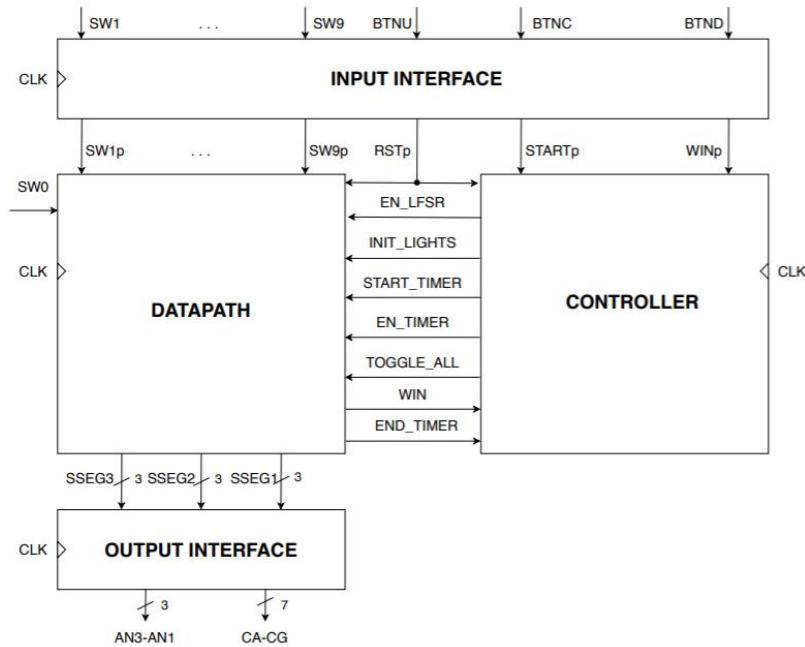 SW1 . . . SW9 BTNU BTNC BTND
CLK INPUT INTERFACE
SW1p . . . SW9p RSTp STARTp WINp
SW0
EN_LFSR
INIT_LIGHTS
CLK CLK
START_TIMER
DATAPATH CONTROLLER
EN_TIMER
TOGGLE_ALL
WIN
END_TIMER
SSEG3 3 SSEG2 3 SSEG1 3
CLK OUTPUT INTERFACE
3 7
AN3-AN1 CA-CG